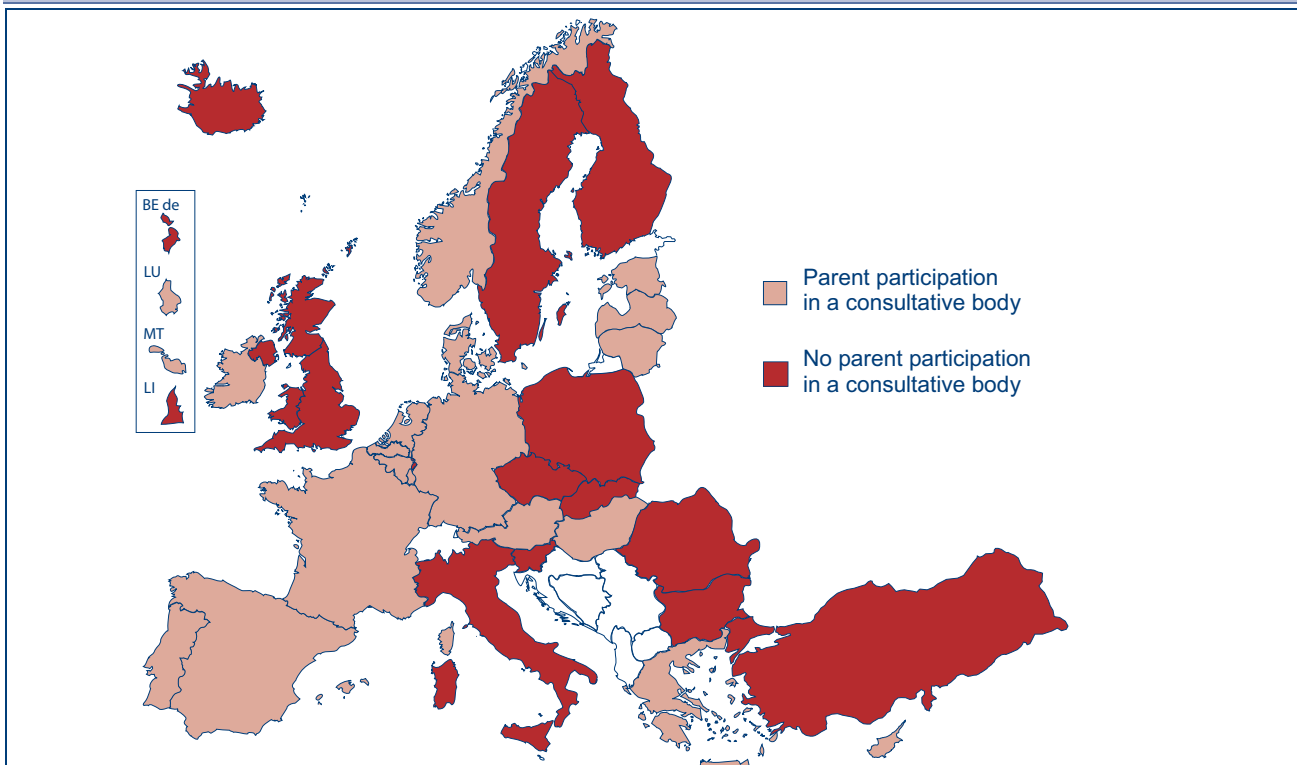 BE de
LU
MT
LI
Parent participation
in a consultative body
No parent participation
in a consultative body